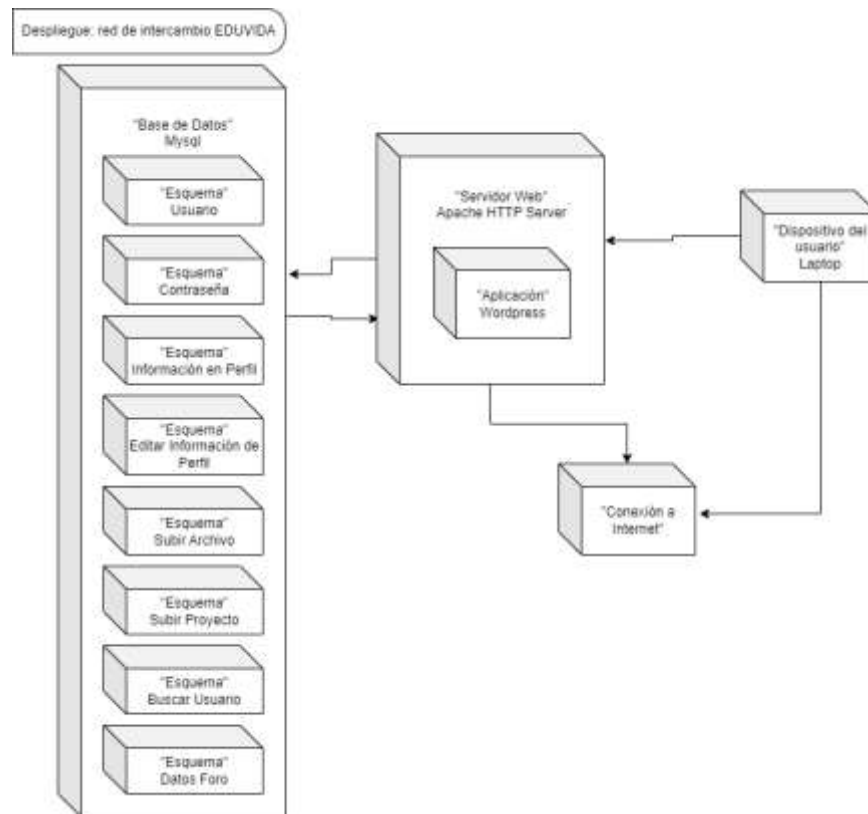 Despliegue: red de intercambio EDUVIDA
"Base de Datos"
Mysql
"Esquema"
Usuario
"Esquema"
Contraseña
"Esquema"
Información en Perfil
"Esquema"
Editar Información de
Perfil
"Esquema"
Subir Archivo
"Esquema"
Subir Proyecto
"Esquema"
Buscar Usuario
"Esquema"
Datos Foro
"Servidor Web"
Apache HTTP Server
"Aplicación"
Wordpress
"Dispositivo del
usuario"
Laptop
"Conexión a
Internet"